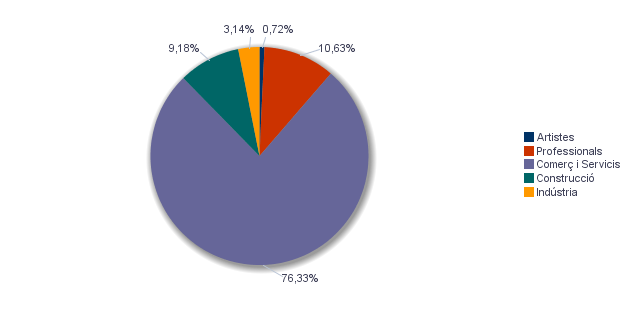 3,14% 0,72%
9,18% 10,63%
Artistes
Professionals
Comerç i Servicis
Construcció
Indústria
76,33%